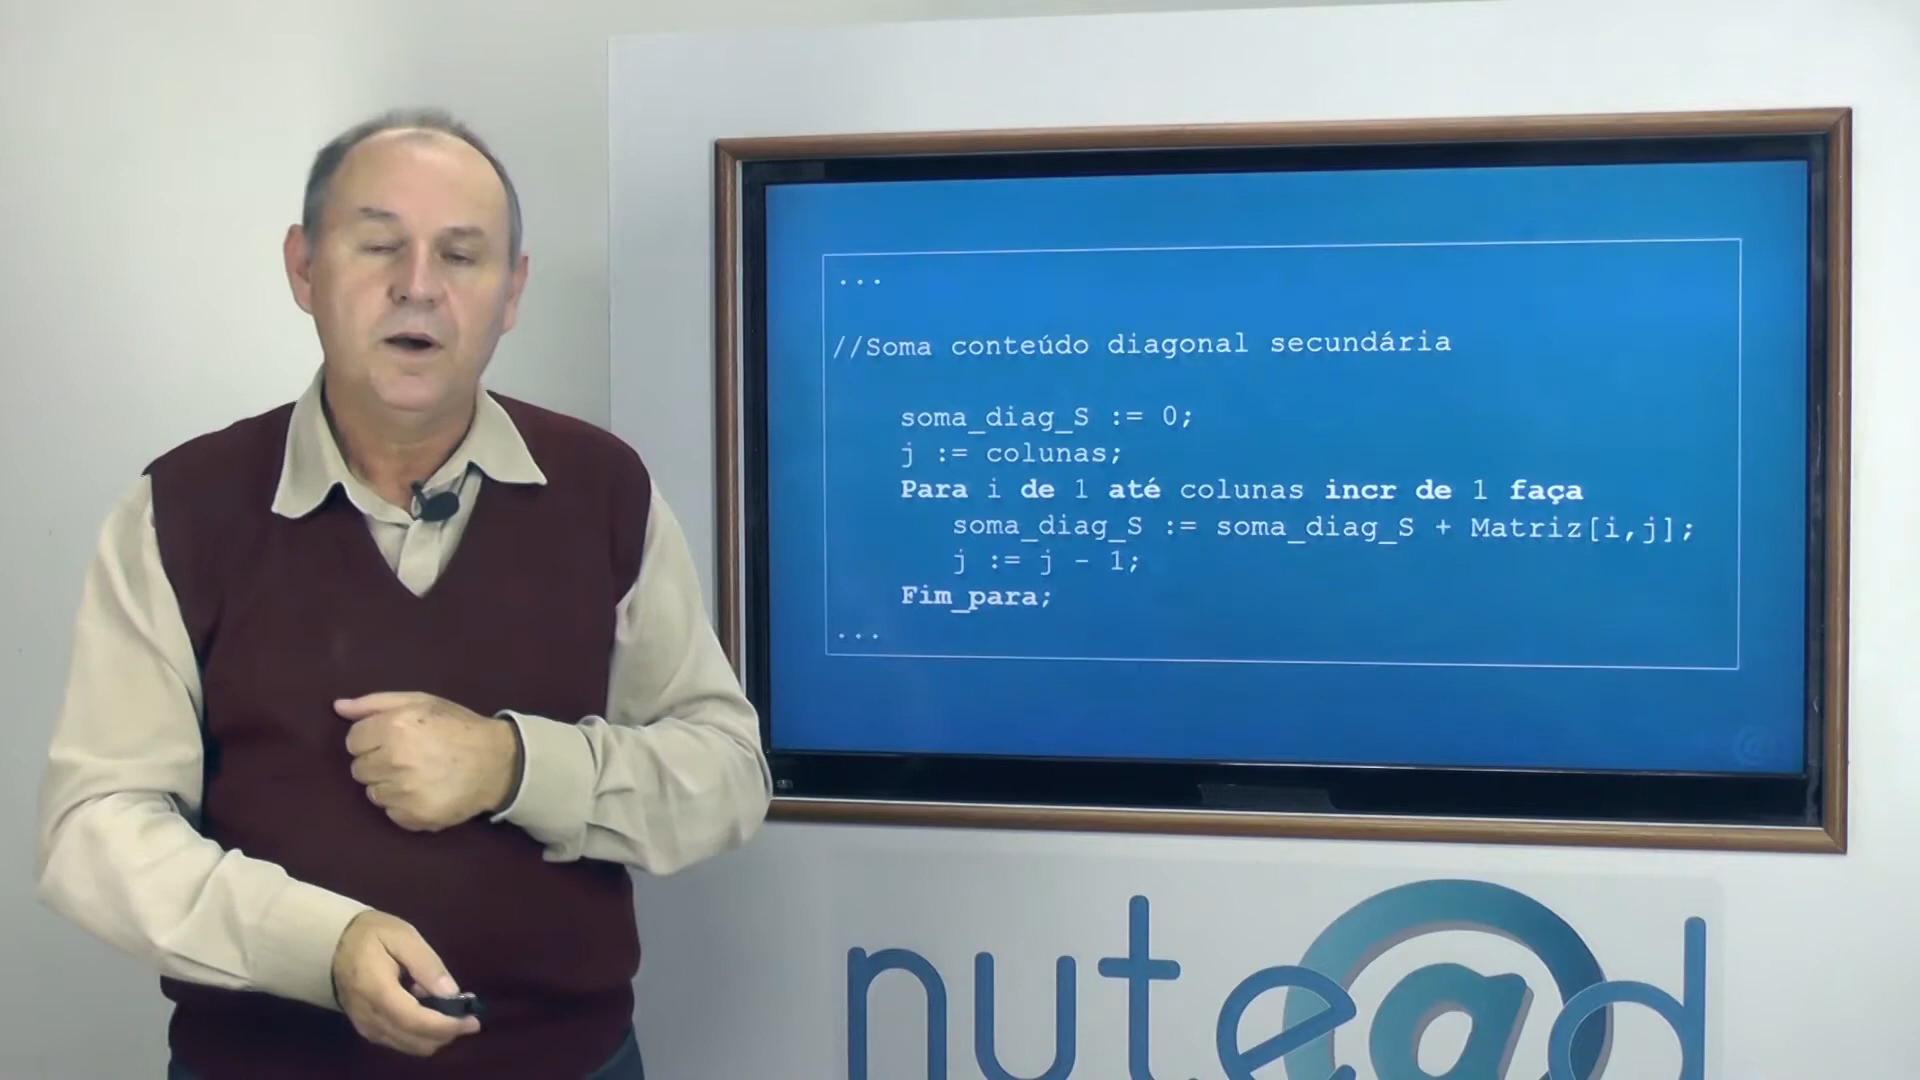 ...
//Soma conteúdo diagonal secundária
soma_diag_S := 0;
j := colunas;
Para i de 1 até colunas incr de 1 faça
soma_diag_S := soma_diag_S + Matriz[i,j];
j := j - 1;
Fim_para;
...
nute@d